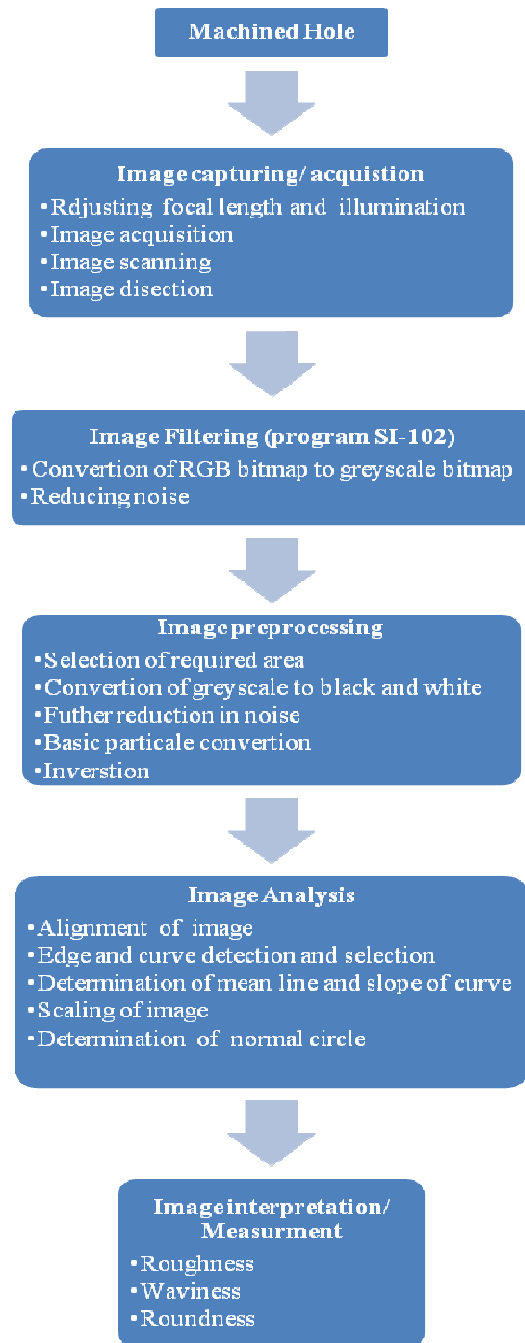 Machined Hole
Image capturing/ acquistion
•Rdjusting focal length and illumination
•Image acquisition
•Image scanning
•Image disection
Image Filtering (program SI-102)
•Convertion of RGB bitmap to greyscale bitmap
•Reducing noise
Image preprocessing
•Selection of required area
•Convertion of greyscale to black and white
•Futher reduction in noise
•Basic particale convertion
•Inverstion
Image Analysis
•Alignment of image
•Edge and curve detection and selection
•Determination of mean line and slope of curve
•Scaling of image
•Determination of normal circle
Image interpretation/
Measurment
•Roughness
•Waviness
•Roundness